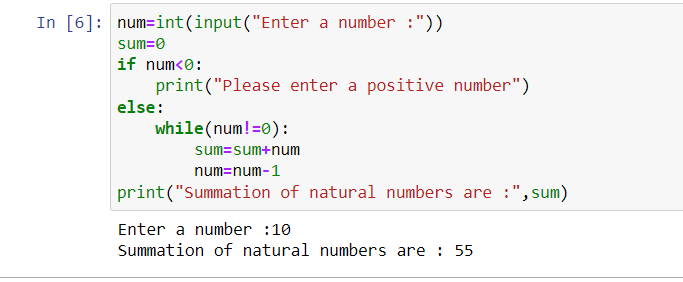 In [6]: num=int(input("Enter a number :"))
sum=0
if num<0:
    print("Please enter a positive number")
else:
    while(num!=0):
        sum=sum+num
        num=num-1
print("Summation of natural numbers are :",sum)
Enter a number :10
Summation of natural numbers are : 55